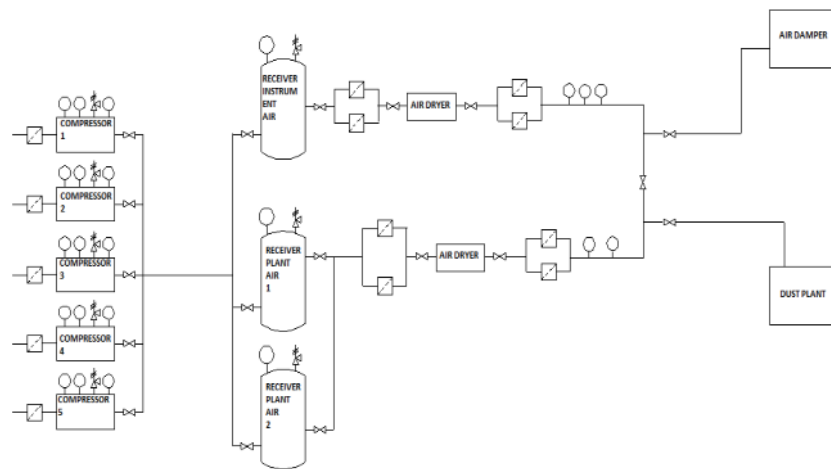 AIR DAMPER
RECEIVER
INSTRUM
ENT
AIR
AIR DRYER
COMPRESSOR
1
COMPRESSOR
2
COMPRESSOR
3
COMPRESSOR
4
COMPRESSOR
5
RECEIVER
PLANT
AIR
1
AIR DRYER
DUST PLANT
RECEIVER
PLANT
AIR
2